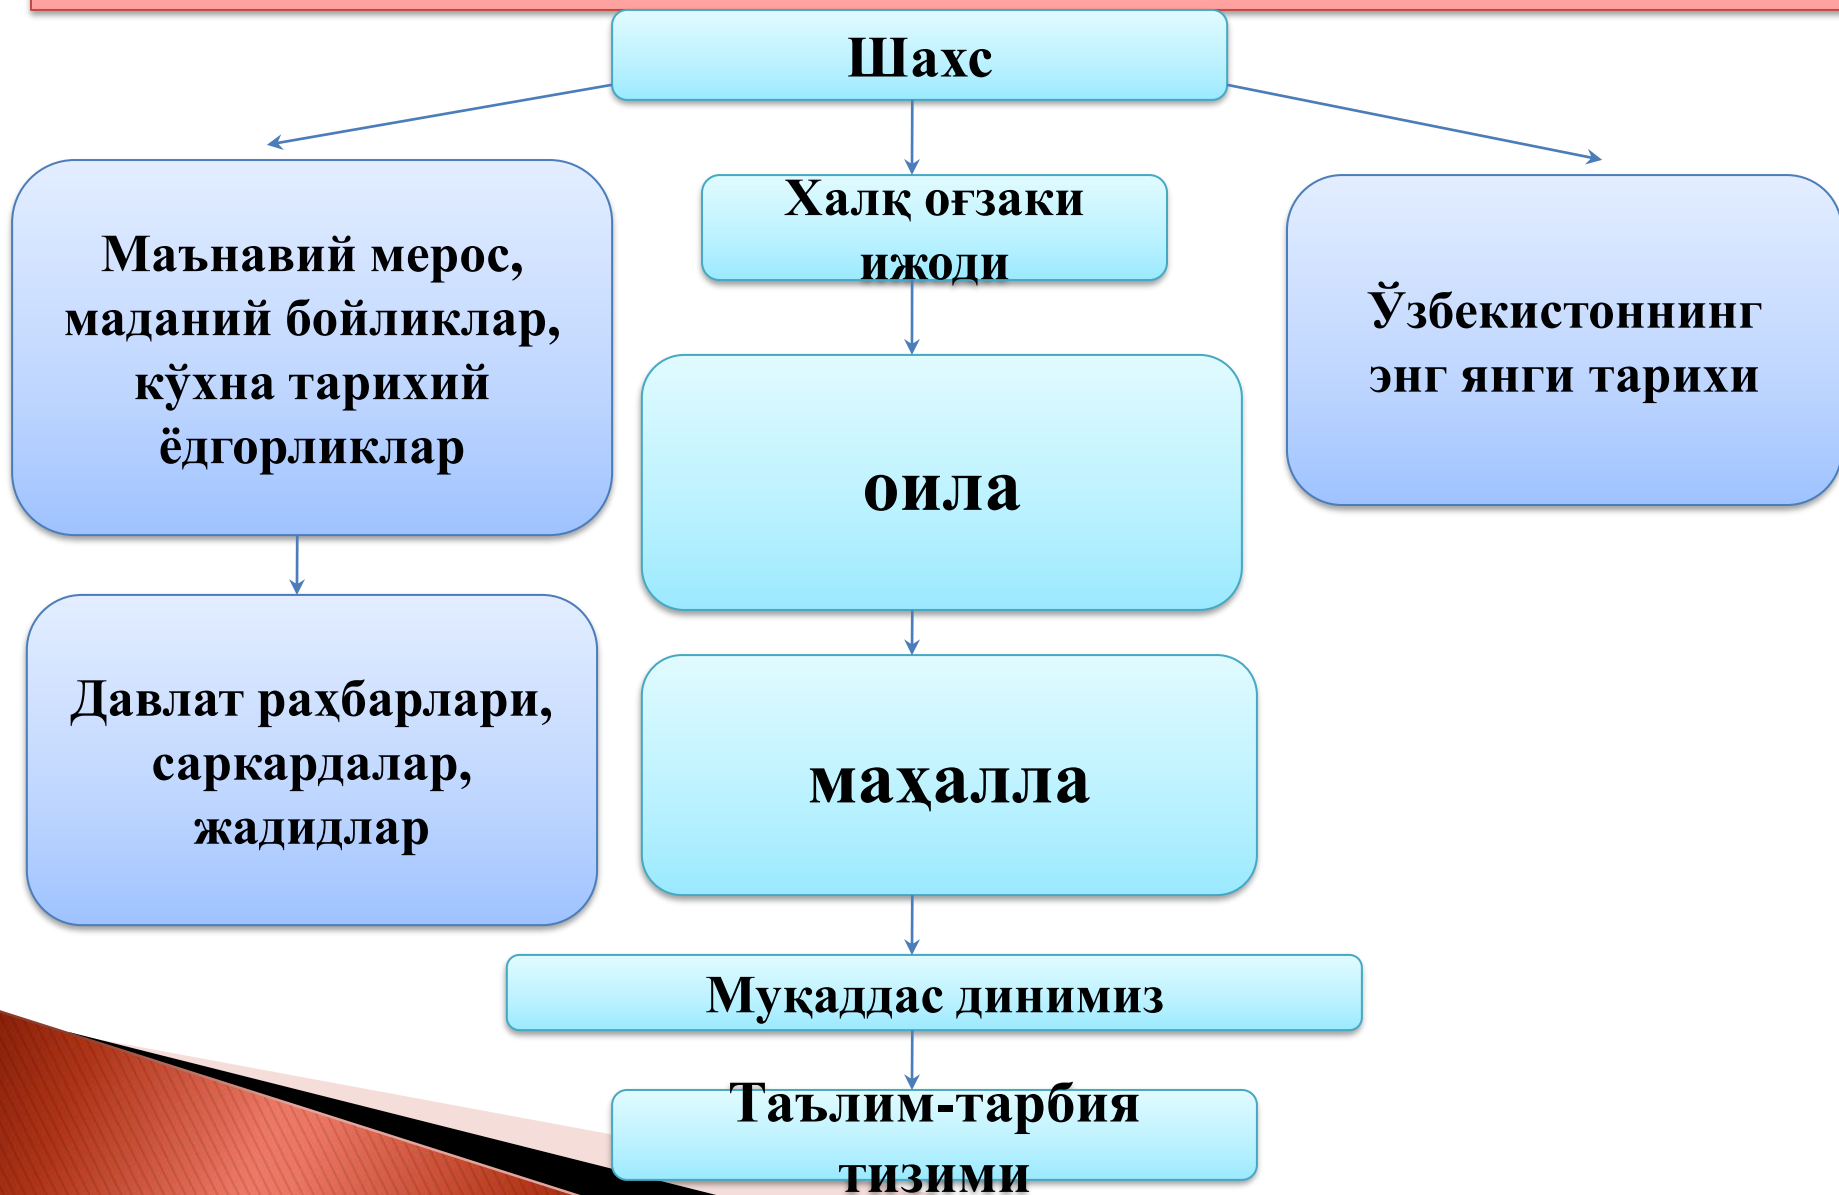 Шахс
Маънавий мерос,
маданий бойликлар,
кўхна тарихий
ёдгорликлар
Халқ оғзаки
ижоди
Ўзбекистоннинг
энг янги тарихи
оила
Давлат раҳбарлари,
саркардалар,
жадидлар
маҳалла
Муқаддас динимиз
Таълим-тарбия
тизими